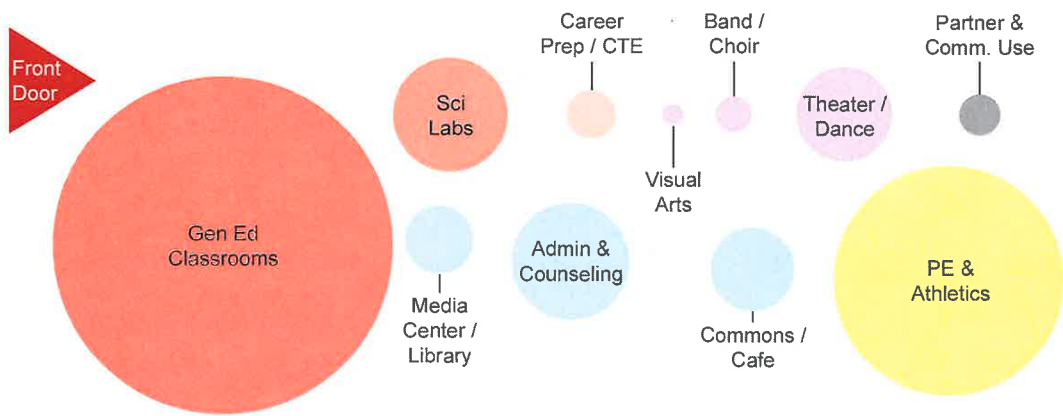 Front
Door
Gen Ed
Classrooms
Sci
Labs
Career
Prep / CTE
Visual
Arts
Band /
Choir
Theater /
Dance
Partner &
Comm. Use
Media
Center /
Library
Admin &
Counseling
Commons /
Cafe
PE &
Athletics